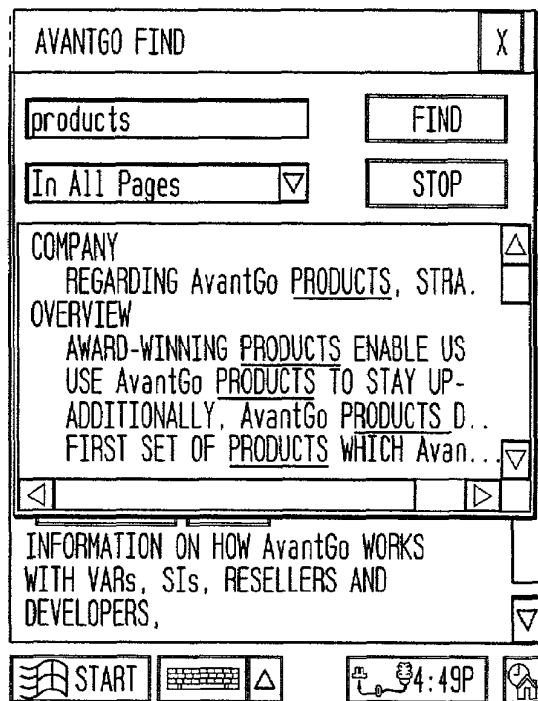 AVANTGO FIND X
products FIND
In All Pages STOP
COMPANY
REGARDING AvantGo PRODUCTS, STRA.
OVERVIEW
AWARD-WINNING PRODUCTS ENABLE US
USE AvantGo PRODUCTS TO STAY UP-
ADDITIONALLY, AvantGo PRODUCTS D..
FIRST SET OF PRODUCTS WHICH Avan...
INFORMATION ON HOW AvantGo WORKS
WITH VARs, SIs, RESELLERS AND
DEVELOPERS,
START 4:49P